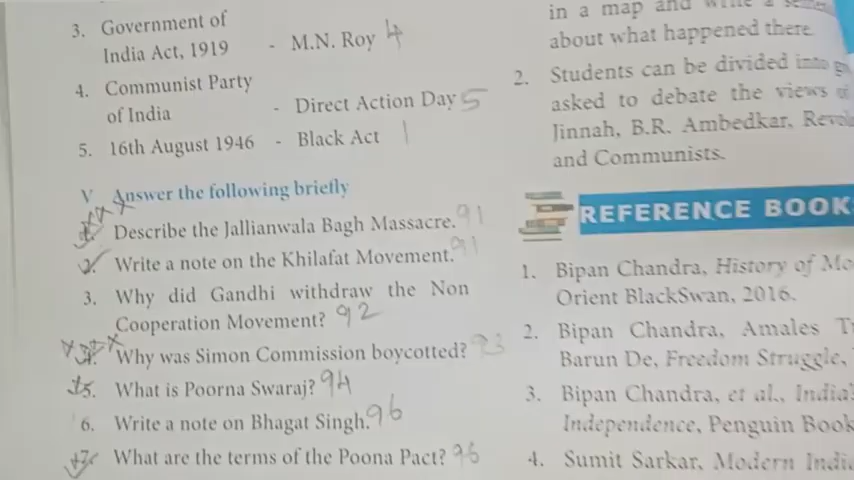 3. Government of
India Act, 1919 - M.N. Roy 4
4. Communist Party
of India - Direct Action Day 5
5. 16th August 1946 - Black Act 1
V Answer the following briefly
Describe the Jallianwala Bagh Massacre. 91
2. Write a note on the Khilafat Movement. 91
3. Why did Gandhi withdraw the Non
Cooperation Movement? 92
Why was Simon Commission boycotted? 93
5. What is Poorna Swaraj? 94
6. Write a note on Bhagat Singh. 96
7. What are the terms of the Poona Pact? 96
in a map and write a
about what happened there.
2. Students can be divided into
asked to debate the views of
Jinnah, B.R. Ambedkar,
and Communists.
REFERENCE BOOK
1. Bipan Chandra, History of Mo
Orient BlackSwan, 2016.
2. Bipan Chandra, Amales T
Barun De, Freedom Struggle,
3. Bipan Chandra, et al., India
Independence, Penguin Book
4. Sumit Sarkar, Modern Indi